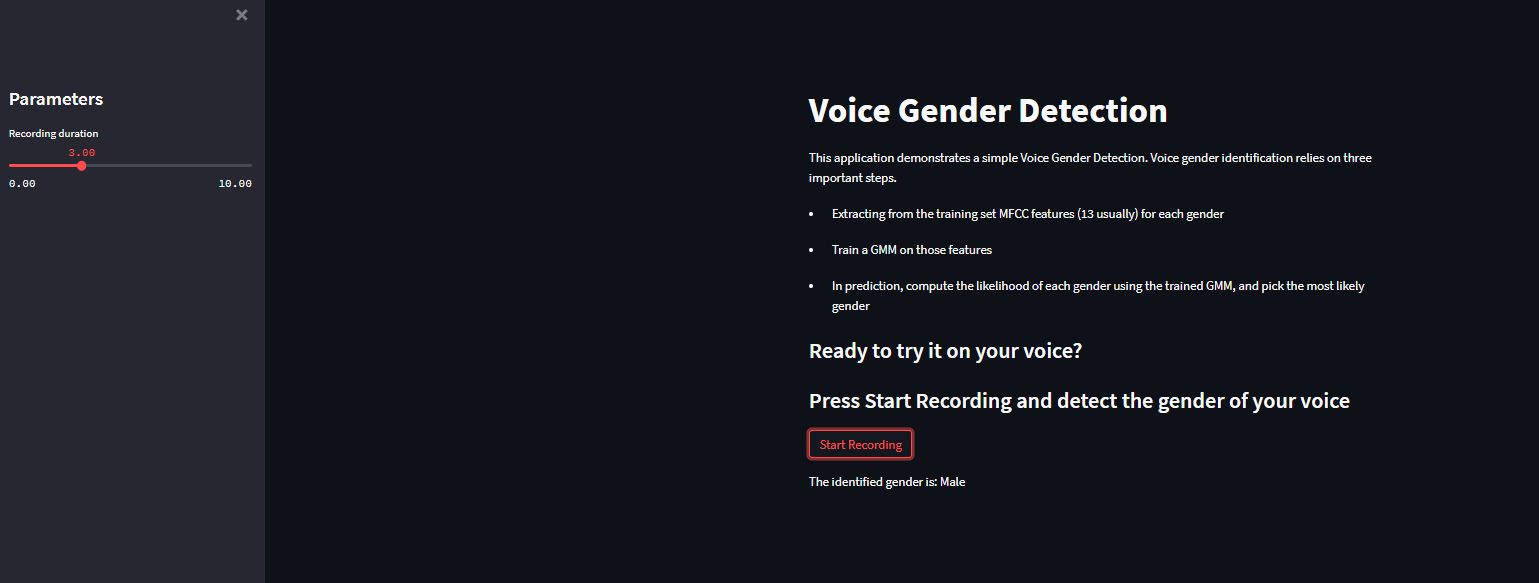 Parameters
Recording duration
3.00
0.00 10.00
Voice Gender Detection
This application demonstrates a simple Voice Gender Detection. Voice gender identification relies on three
important steps.
• Extracting from the training set MFCC features (13 usually) for each gender
• Train a GMM on those features
• In prediction, compute the likelihood of each gender using the trained GMM, and pick the most likely
gender
Ready to try it on your voice?
Press Start Recording and detect the gender of your voice
Start Recording
The identified gender is: Male